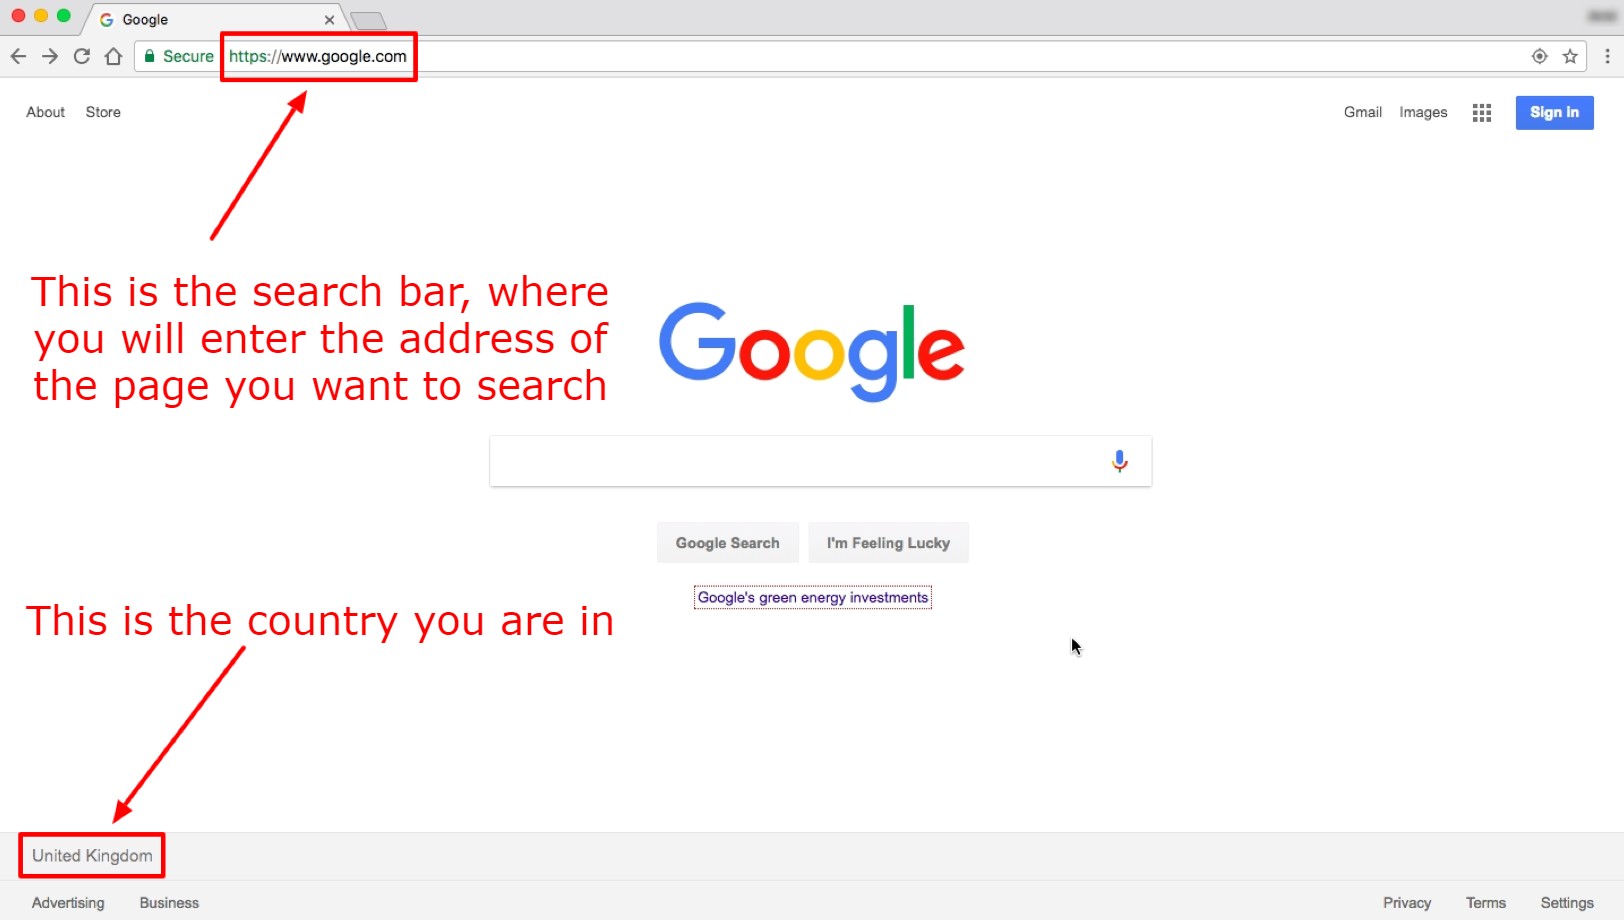 Google
Secure https://www.google.com
About Store
Gmail Images Sign in
This is the search bar, where
you will enter the address of
the page you want to search
Google
Google Search I'm Feeling Lucky
Google's green energy investments
This is the country you are in
United Kingdom
Advertising Business
Privacy Terms Settings